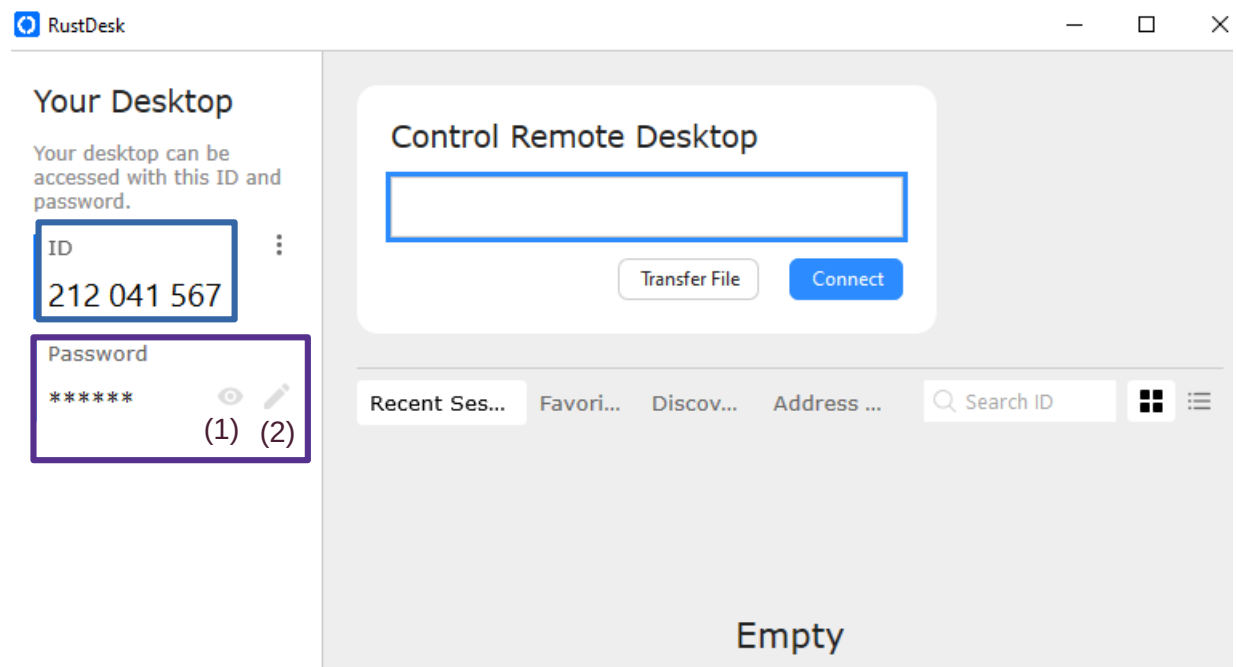 RustDesk
Your Desktop
Your desktop can be
accessed with this ID and
password.
ID
212 041 567
Password
******
(1) (2)
Control Remote Desktop
Transfer File Connect
Recent Ses... Favori... Discov... Address ... Search ID
Empty